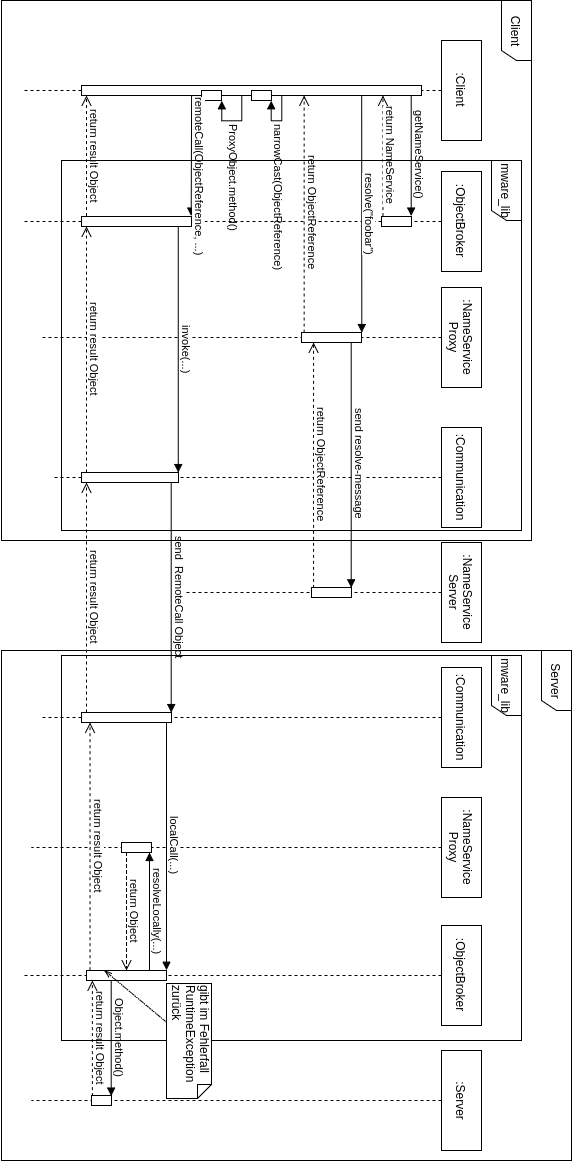 Client
:Client
mware_lib
:ObjectBroker
:NameService
Proxy
:Communication
:NameService
Server
Server
mware_lib
:Communication
:NameService
Proxy
:ObjectBroker
:Server
getNameService()
return NameService
resolve("foobar")
send resolve-message
return ObjectReference
return ObjectReference
narrowCast(ObjectReference)
ProxyObject.method()
remoteCall(ObjectReference, ...)
invoke(...)
send RemoteCall Object
localCall(...)
resolveLocally(...)
return Object
gibt im Fehlerfall
RuntimeException
zurück
Object.method()
return result Object
return result Object
return result Object
return result Object
return result Object